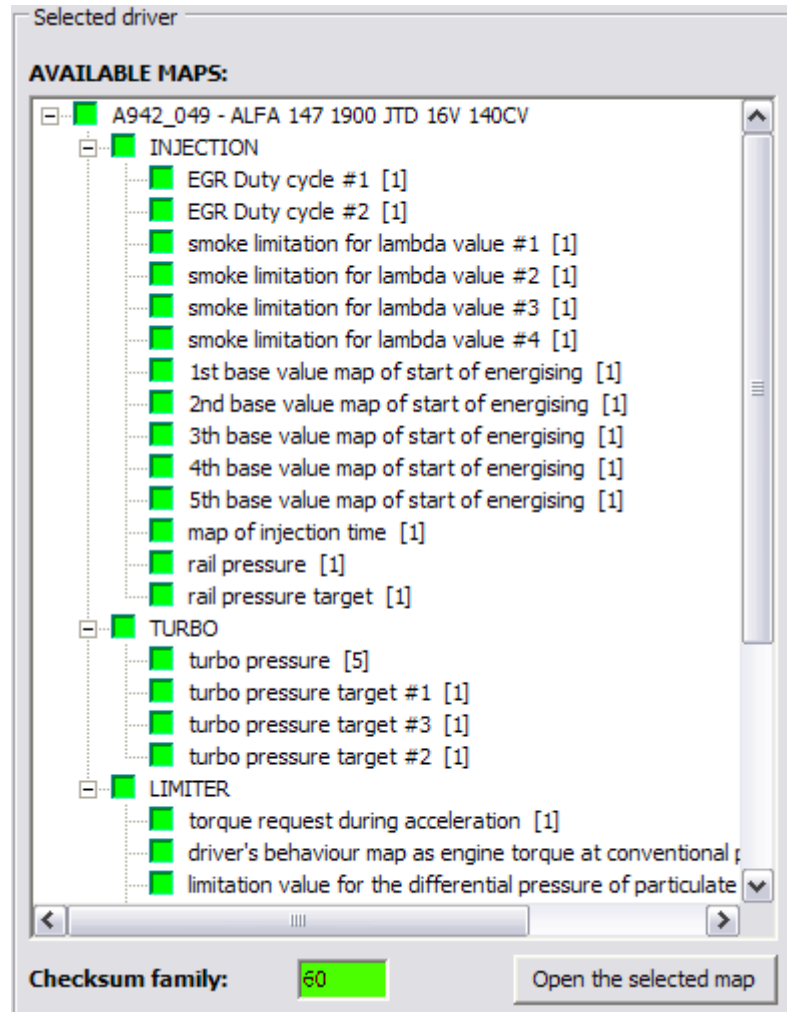 Selected driver
AVAILABLE MAPS:
A942_049 - ALFA 147 1900 JTD 16V 140CV
INJECTION
EGR Duty cycle #1 [1]
EGR Duty cycle #2 [1]
smoke limitation for lambda value #1 [1]
smoke limitation for lambda value #2 [1]
smoke limitation for lambda value #3 [1]
smoke limitation for lambda value #4 [1]
1st base value map of start of energising [1]
2nd base value map of start of energising [1]
3th base value map of start of energising [1]
4th base value map of start of energising [1]
5th base value map of start of energising [1]
map of injection time [1]
rail pressure [1]
rail pressure target [1]
TURBO
turbo pressure [5]
turbo pressure target #1 [1]
turbo pressure target #3 [1]
turbo pressure target #2 [1]
LIMITER
torque request during acceleration [1]
driver's behaviour map as engine torque at conventional
limitation value for the differential pressure of particulate
Checksum family: 60 Open the selected map